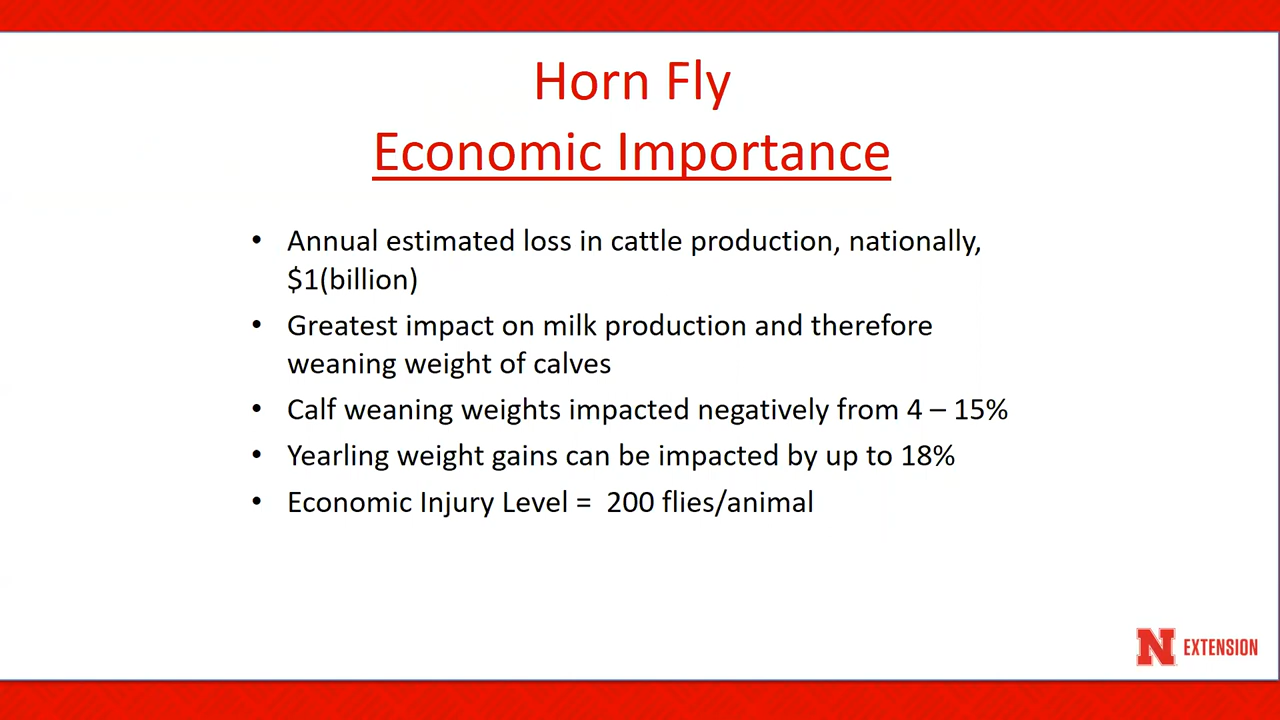 Horn Fly
Economic Importance
• Annual estimated loss in cattle production, nationally,
$1(billion)
• Greatest impact on milk production and therefore
weaning weight of calves
• Calf weaning weights impacted negatively from 4 – 15%
• Yearling weight gains can be impacted by up to 18%
• Economic Injury Level =  200 flies/animal
N EXTENSION